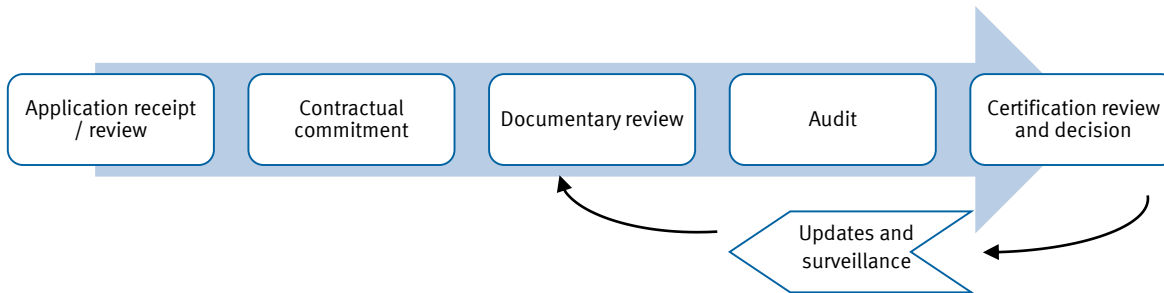 Application receipt
/ review
Contractual
commitment
Documentary review
Audit
Certification review
and decision
Updates and
surveillance